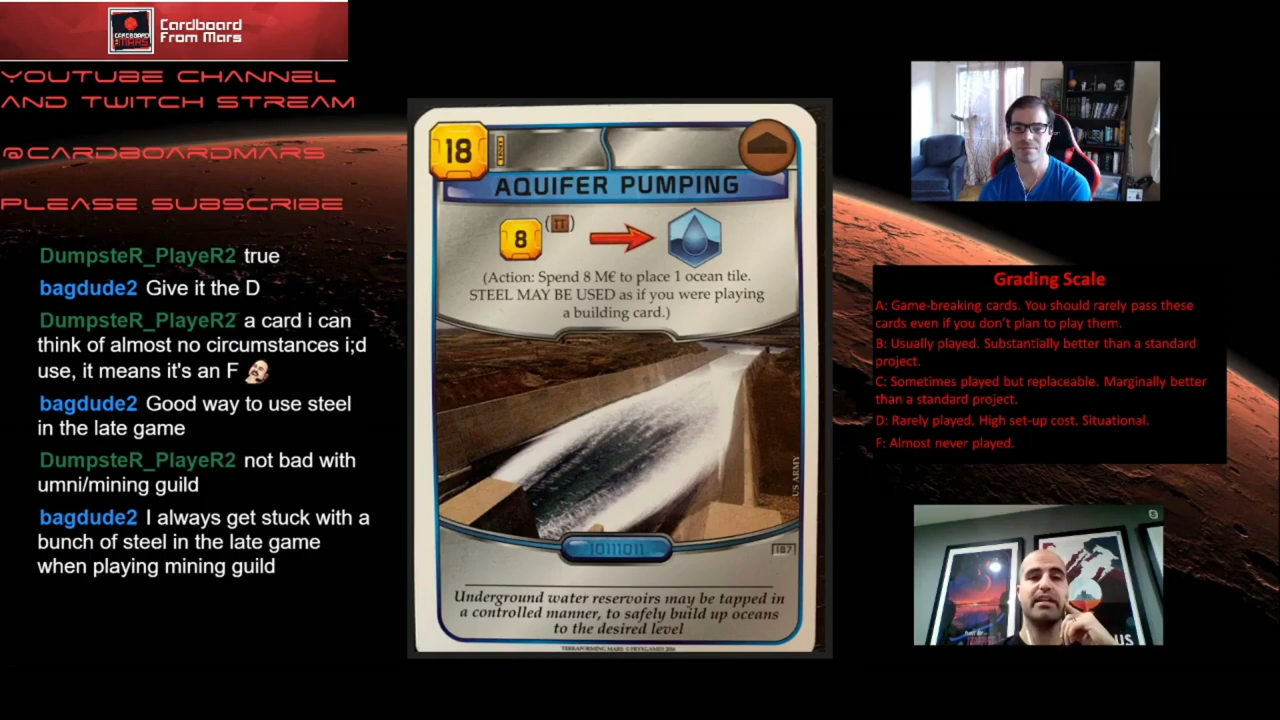 Cardboard
From Mars
YOUTUBE CHANNEL
AND TWITCH STREAM
@CARDBOARDMARS
PLEASE SUBSCRIBE
DumpsteR_PlayeR2 true
bagdude2 Give it the D
DumpsteR_PlayeR2 a card i can
think of almost no circumstances i;d
use, it means it's an F
bagdude2 Good way to use steel
in the late game
DumpsteR_PlayeR2 not bad with
umni/mining guild
bagdude2 I always get stuck with a
bunch of steel in the late game
when playing mining guild
18
AQUIFER PUMPING
8
(Action: Spend 8 M€ to place 1 ocean tile.
STEEL MAY BE USED as if you were playing
a building card.)
US ARMY
1011011
187
Underground water reservoirs may be tapped in
a controlled manner, to safely build up oceans
to the desired level
TERRAFORMING MARS © FRYXGAMES 2016
Grading Scale
A: Game-breaking cards. You should rarely pass these
cards even if you don't plan to play them.
B: Usually played. Substantially better than a standard
project.
C: Sometimes played but replaceable. Marginally better
than a standard project.
D: Rarely played. High set-up cost. Situational.
F: Almost never played.